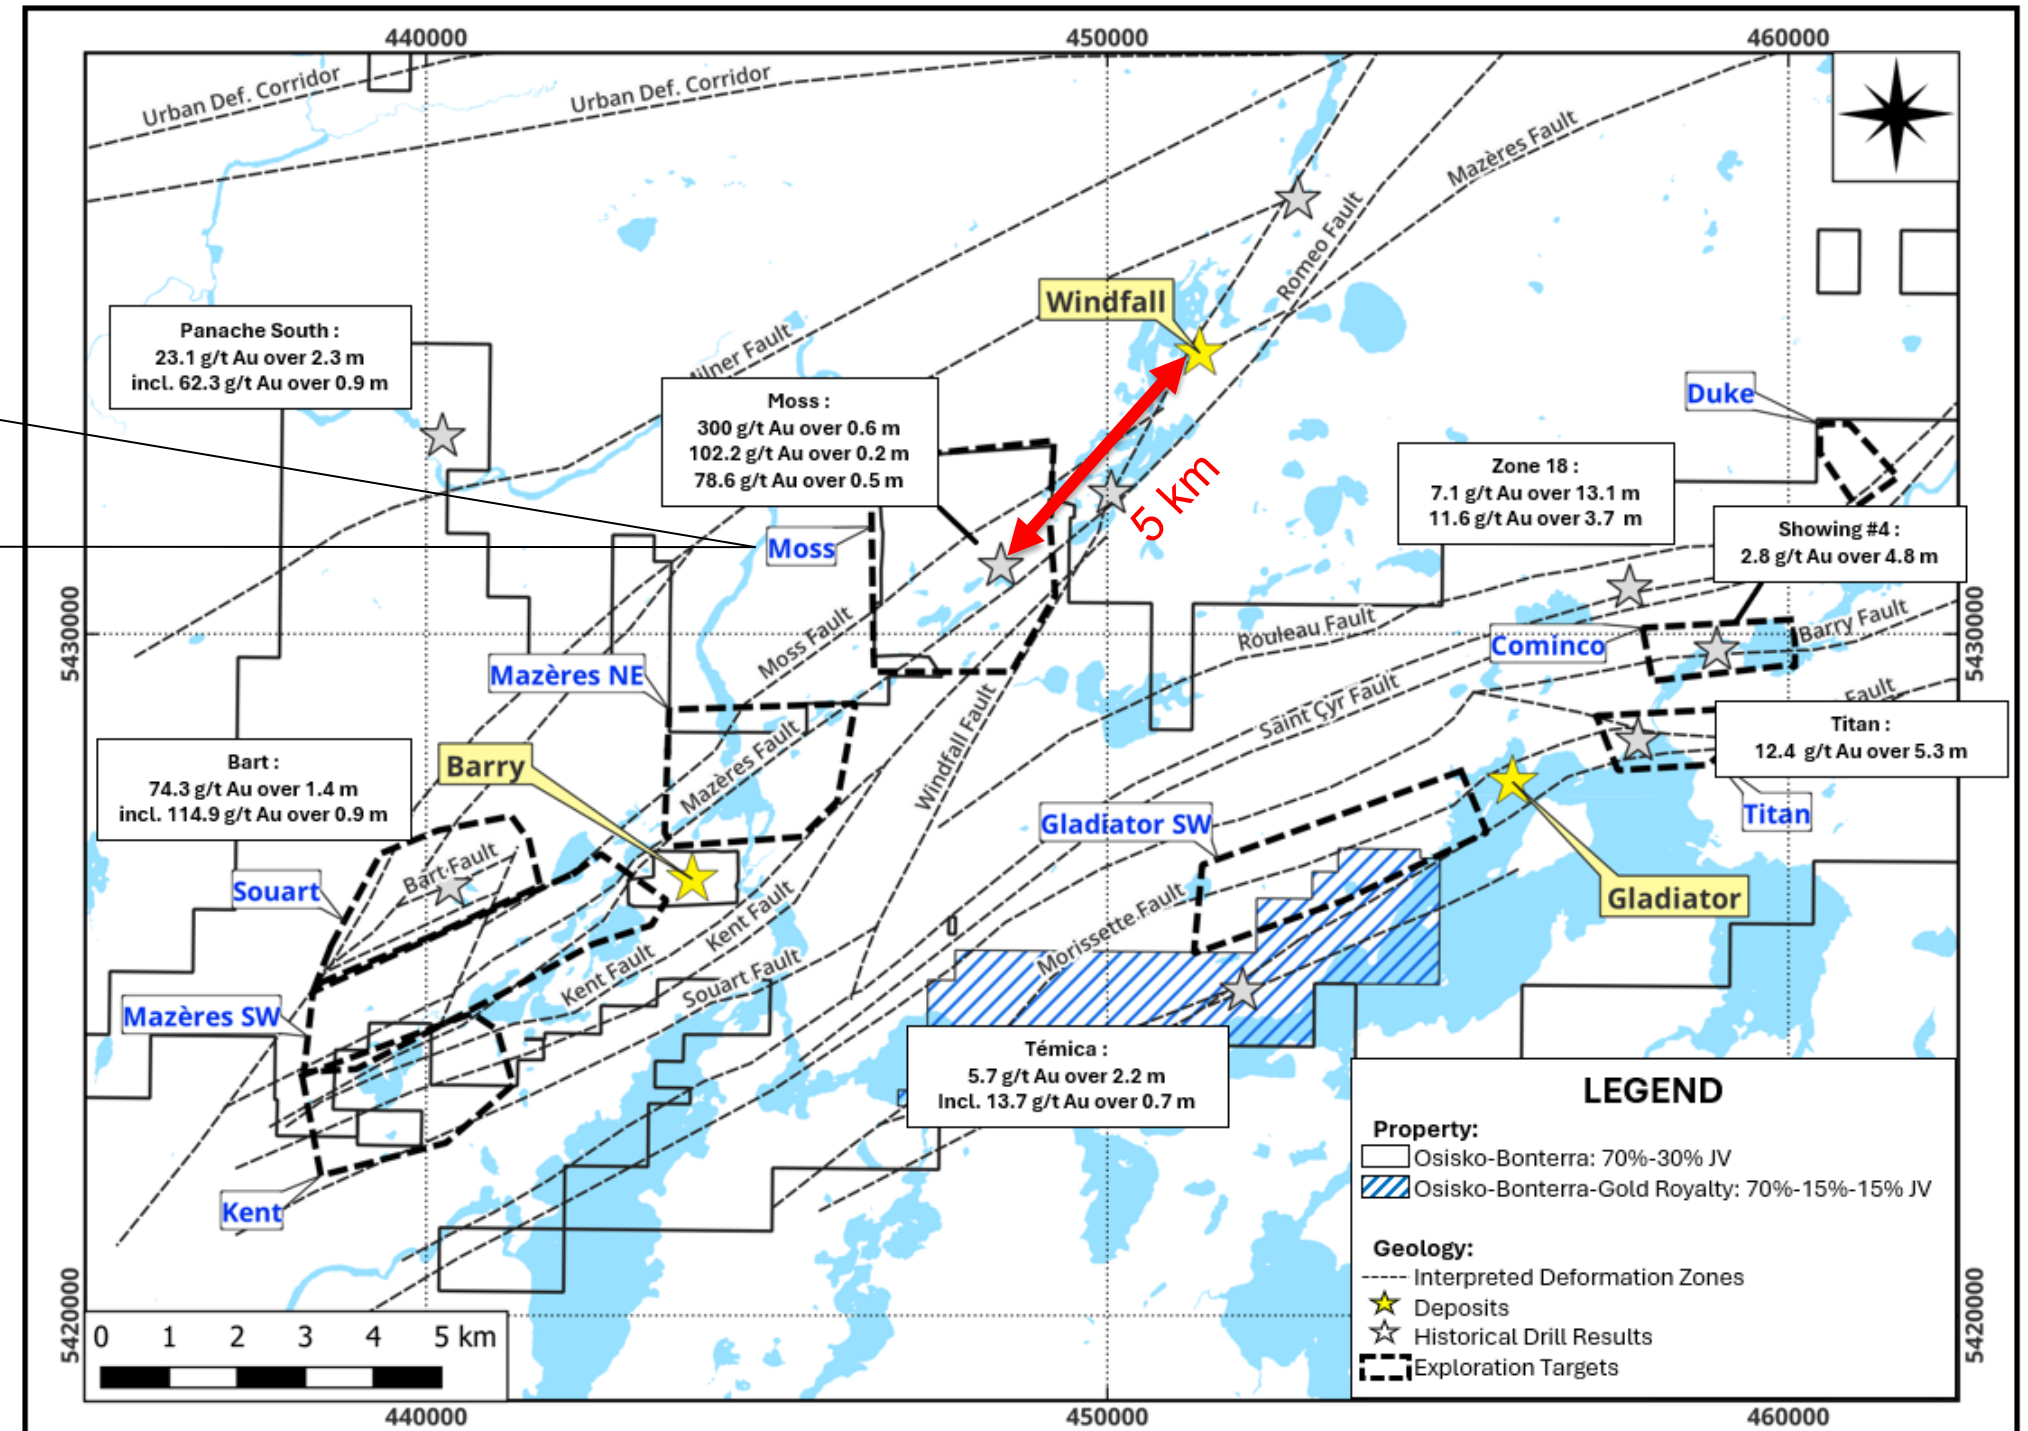 440000
450000
460000
Urban Def. Corridor
Urban Def. Corridor
Mazères Fault
Romeo Fault
Windfall
Panache South :
23.1 g/t Au over 2.3 m
incl. 62.3 g/t Au over 0.9 m
Milner Fault
Moss :
300 g/t Au over 0.6 m
102.2 g/t Au over 0.2 m
78.6 g/t Au over 0.5 m
Duke
5 km
Zone 18 :
7.1 g/t Au over 13.1 m
11.6 g/t Au over 3.7 m
Showing #4 :
2.8 g/t Au over 4.8 m
Moss
5430000
5430000
Moss Fault
Rouleau Fault
Barry Fault
Cominco
Mazères NE
Saint Cyr Fault
Fault
Windfall Fault
Titan :
12.4 g/t Au over 5.3 m
Bart :
74.3 g/t Au over 1.4 m
incl. 114.9 g/t Au over 0.9 m
Barry
Mazères Fault
Gladiator SW
Titan
Bart Fault
Souart
Gladiator
Kent Fault
Morissette Fault
Kent Fault
Souart Fault
Mazères SW
Témica :
5.7 g/t Au over 2.2 m
Incl. 13.7 g/t Au over 0.7 m
Kent
LEGEND
Property:
Osisko-Bonterra: 70%-30% JV
Osisko-Bonterra-Gold Royalty: 70%-15%-15% JV
Geology:
Interpreted Deformation Zones
Deposits
Historical Drill Results
Exploration Targets
5420000
5420000
0 1 2 3 4 5 km
440000
450000
460000